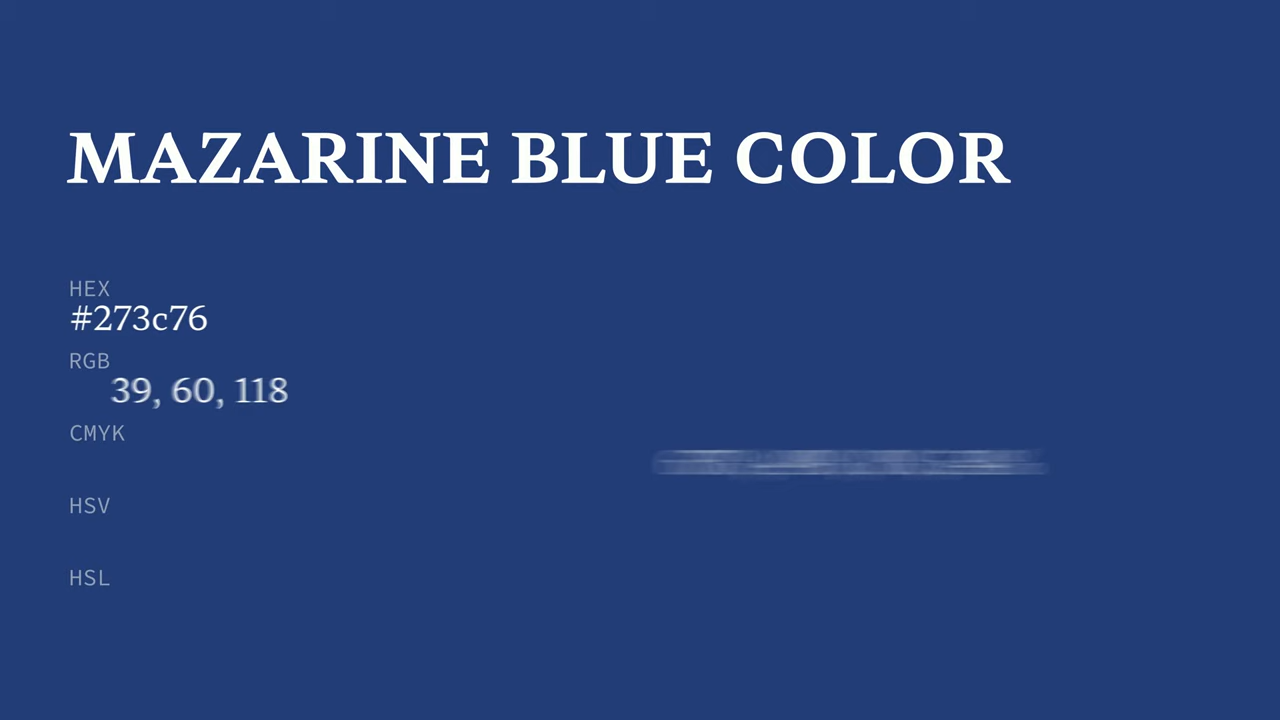 MAZARINE BLUE COLOR
HEX
#273c76
RGB
39, 60, 118
CMYK
HSV
HSL